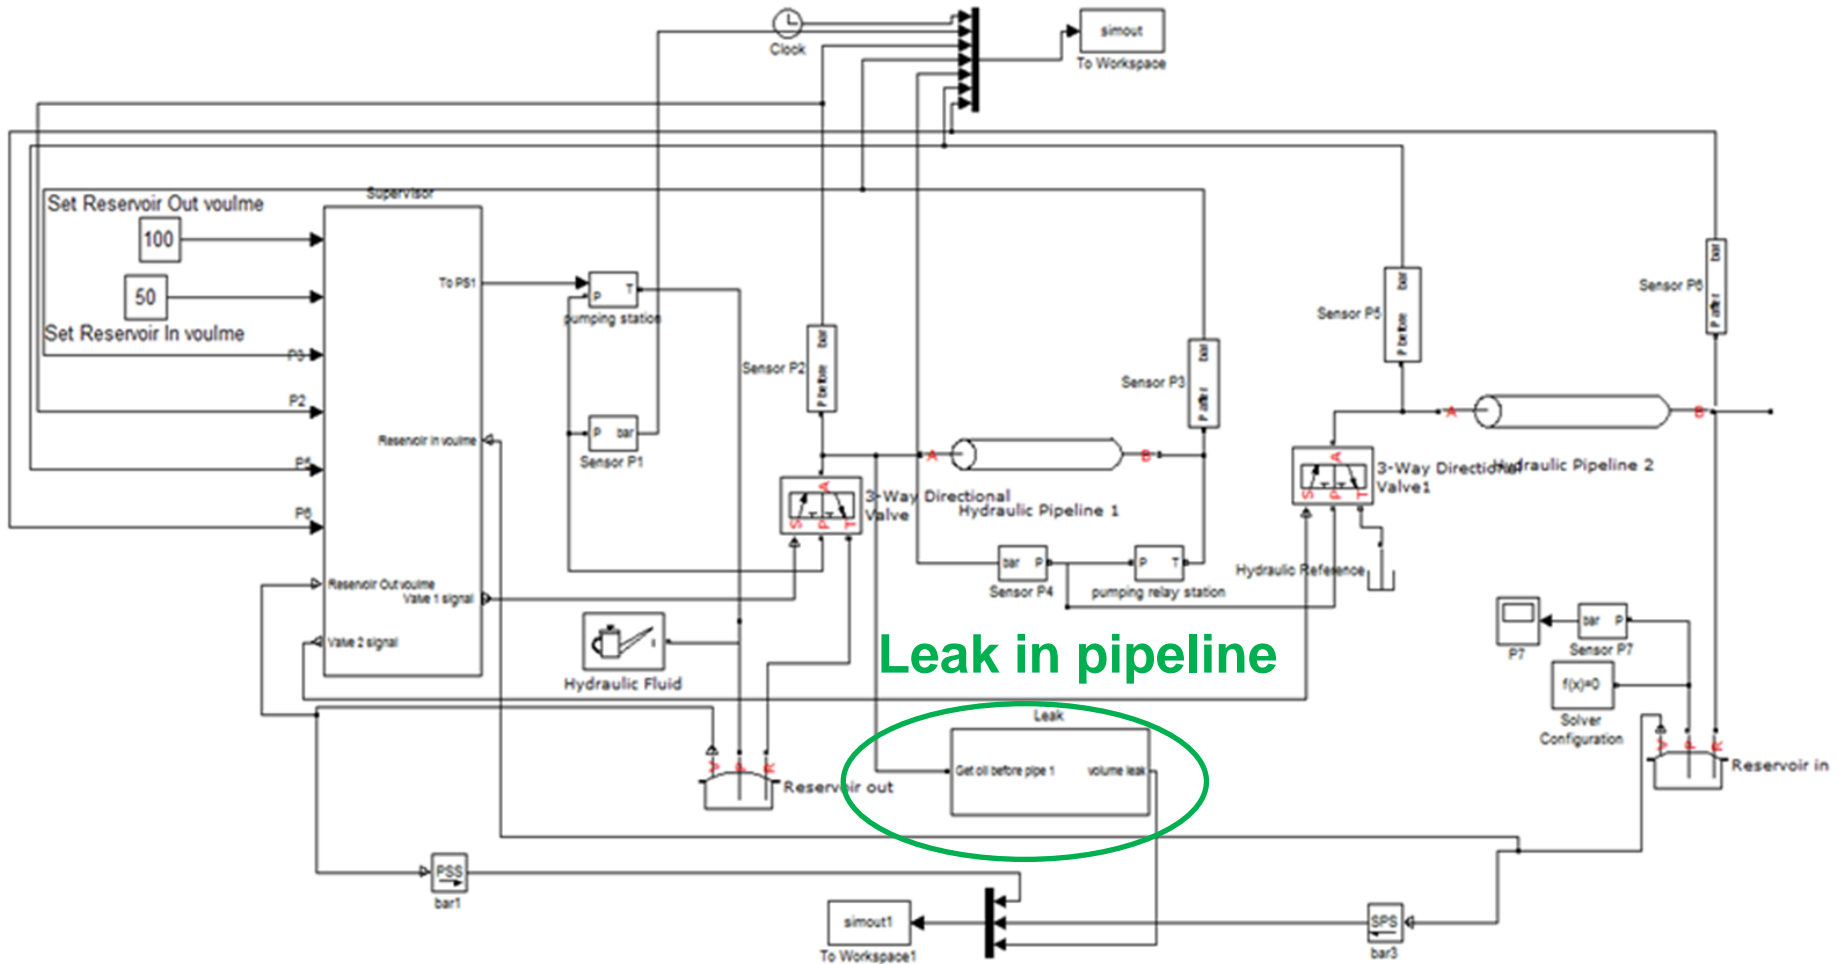 Clock
simout
To Workspace
Set Reservoir Out voulme
100
50
Set Reservoir In voulme
Supervisor
To PS1
P3
P2
Reservoir in voulme
P5
P6
Reservoir Out voulme
Valve 1 signal
Valve 2 signal
P T
pumping station
P bar
Sensor P1
Sensor P2
P before bar
A
S P T
3-Way Directional
Valve
A B
Hydraulic Pipeline 1
Sensor P3
P after bar
bar P
Sensor P4
P T
pumping relay station
Sensor P5
P before bar
A
S P T
3-Way Directional
Valve1
Hydraulic Reference
A B
Hydraulic Pipeline 2
Sensor P6
P after bar
Hydraulic Fluid
Leak in pipeline
Leak
Get oil before pipe 1
volume leak
V P R
Reservoir out
P7
bar P
Sensor P7
f(x)=0
Solver
Configuration
V P R
Reservoir in
PSS
bar1
simout1
To Workspace1
SPS
bar3